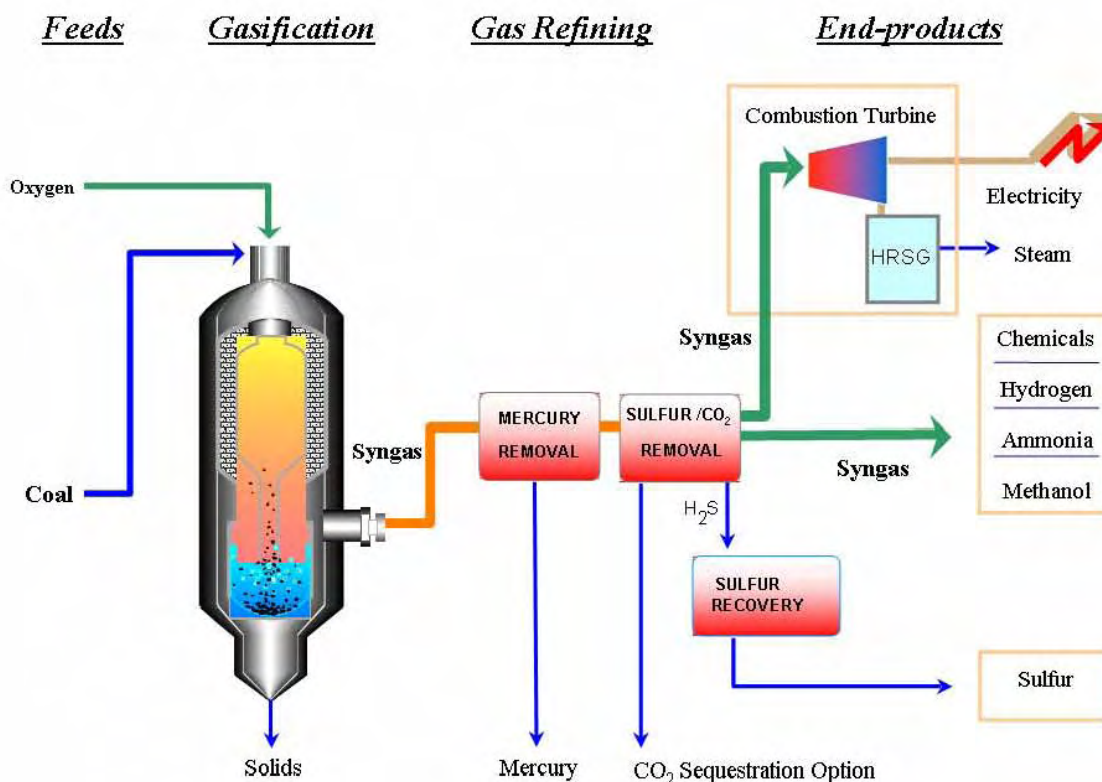 Feeds
Gasification
Gas Refining
End-products
Combustion Turbine
Oxygen
Electricity
HRSG
Steam
Syngas
Chemicals
Hydrogen
Ammonia
Methanol
MERCURY
REMOVAL
SULFUR /CO₂
REMOVAL
Syngas
Syngas
Coal
H₂S
SULFUR
RECOVERY
Sulfur
Solids
Mercury
CO₂ Sequestration Option